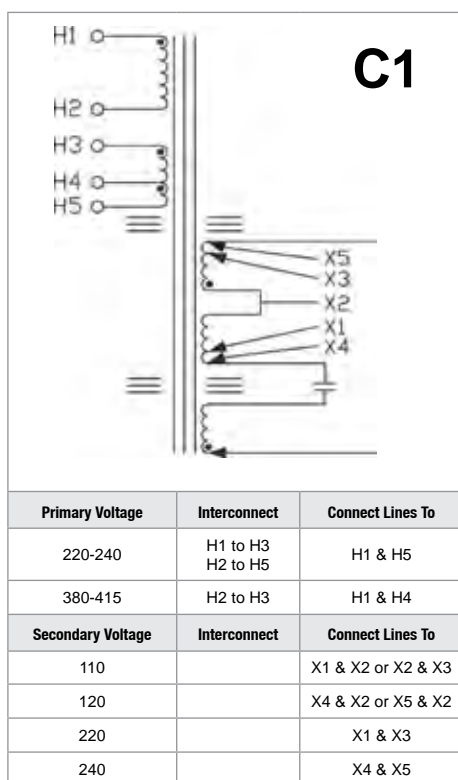 H1
C1
H2
H3
H4
H5
X5
X3
X2
X1
X4
Primary Voltage Interconnect Connect Lines To
220-240 H1 to H3 H1 & H5
H2 to H5
380-415 H2 to H3 H1 & H4
Secondary Voltage Interconnect Connect Lines To
110 X1 & X2 or X2 & X3
120 X4 & X2 or X5 & X2
220 X1 & X3
240 X4 & X5